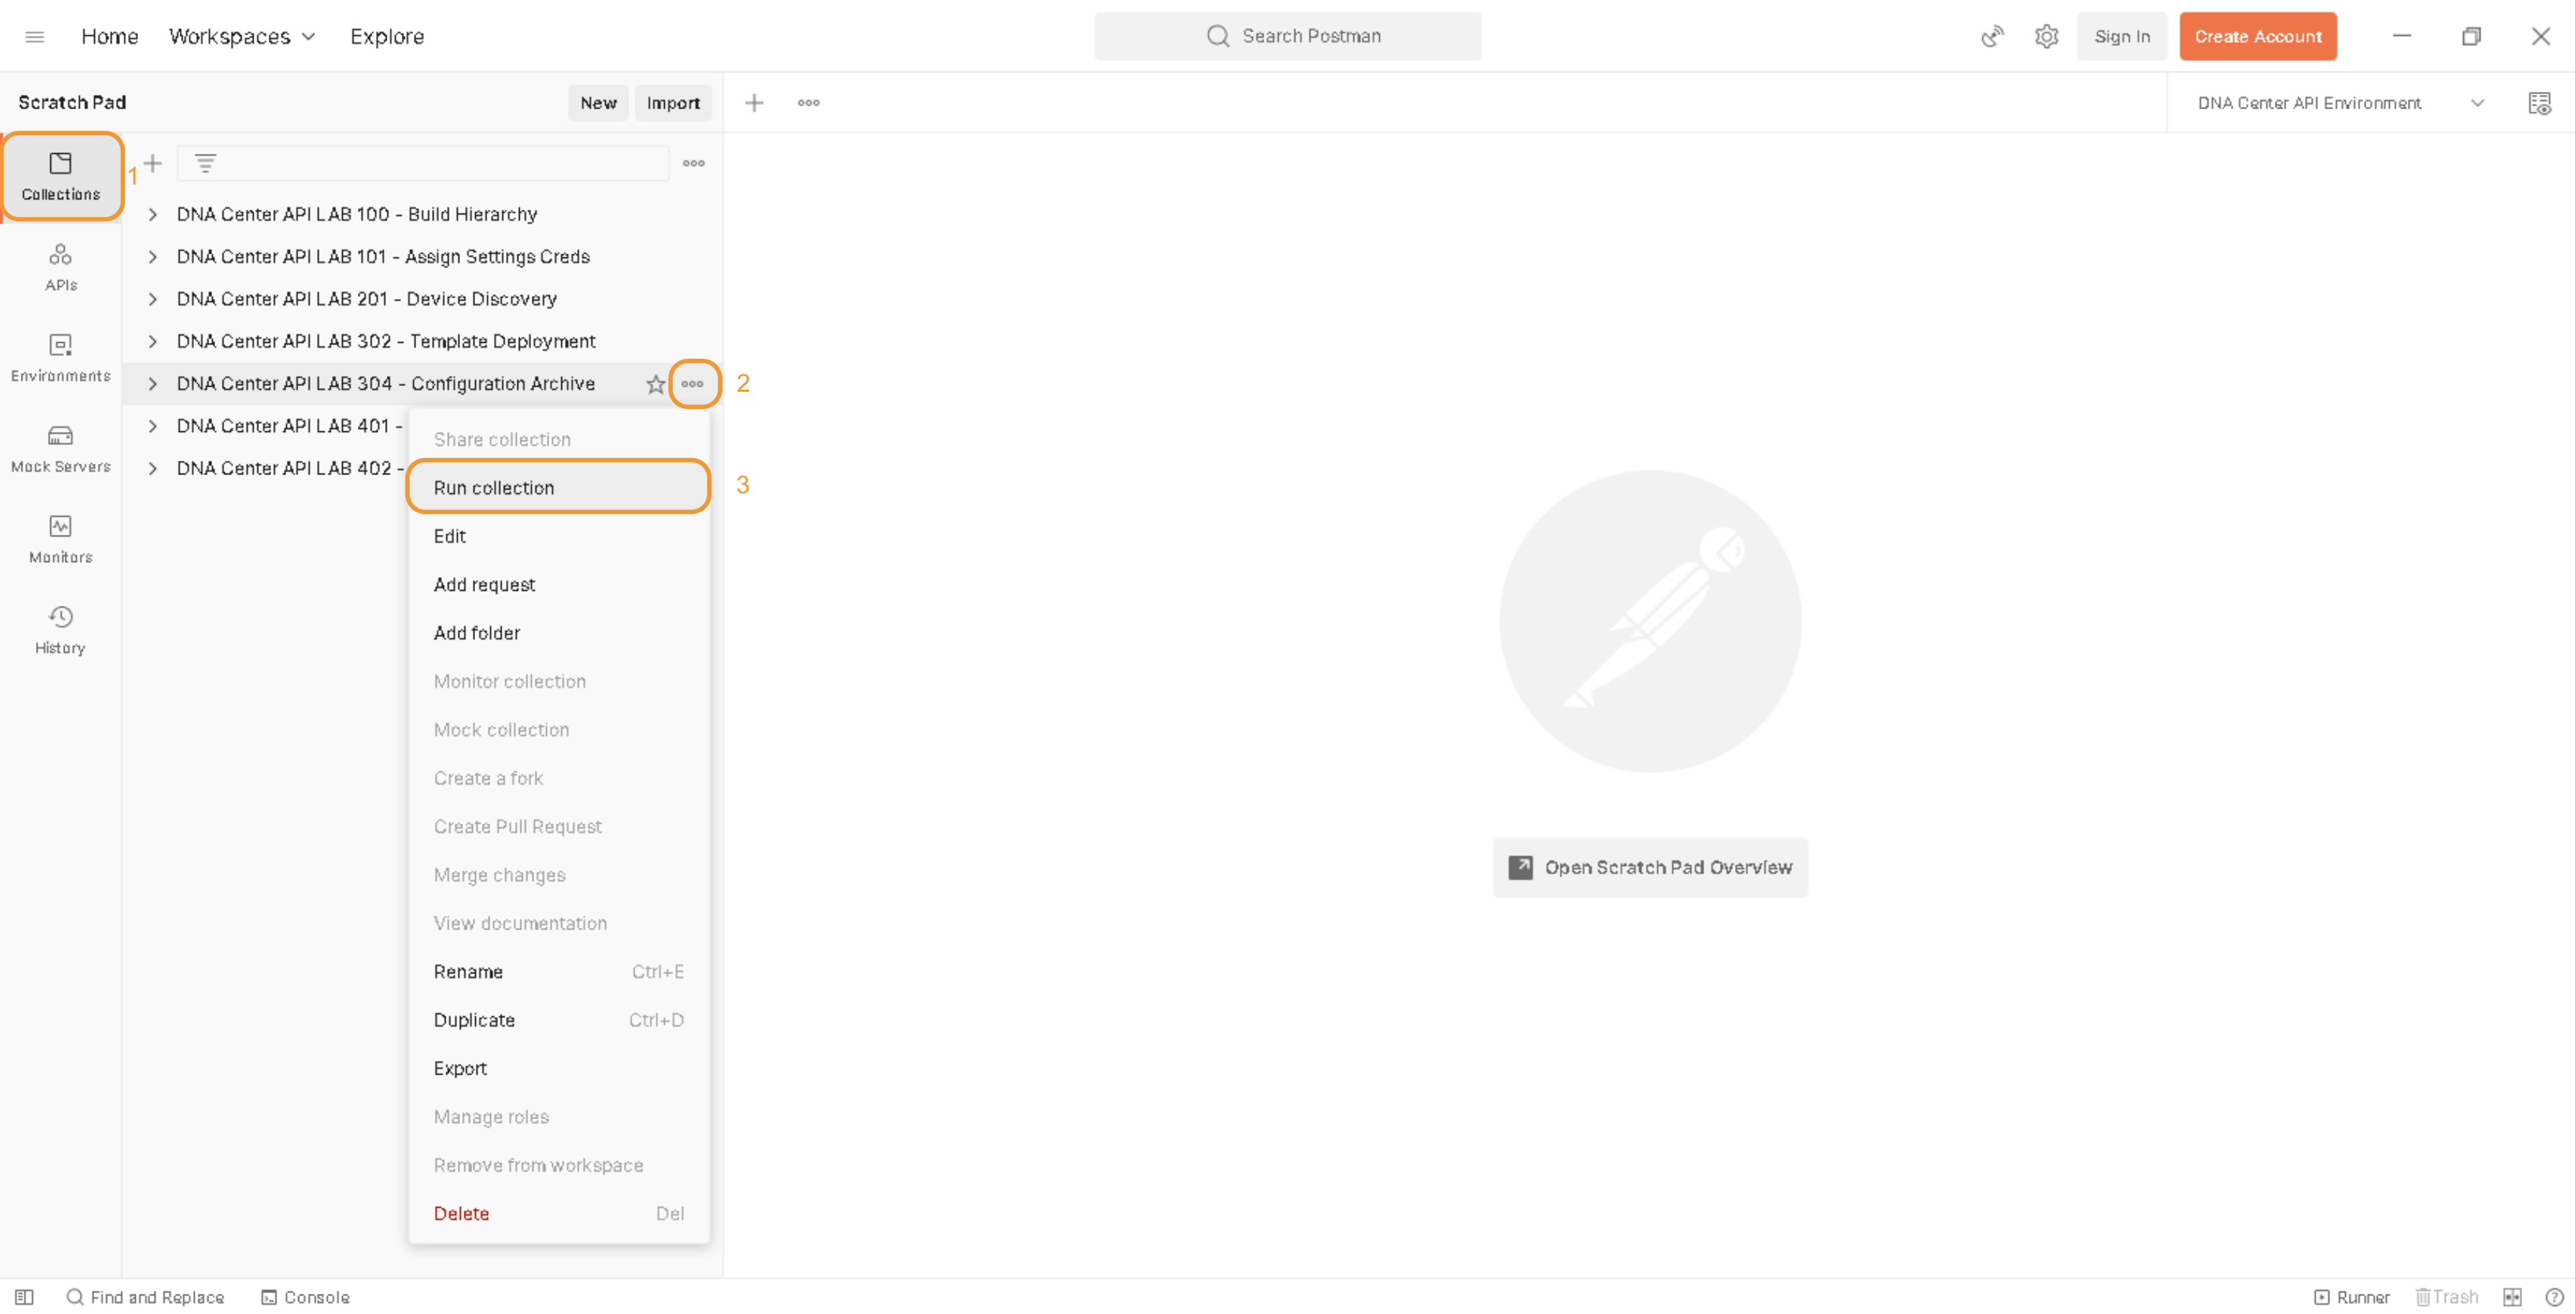 Home
Workspaces
Explore
Search Postman
Sign In
Create Account
Scratch Pad
New
Import
DNA Center API Environment
Collections
1
APIs
Environments
Mock Servers
Monitors
History
DNA Center API LAB 100 - Build Hierarchy
DNA Center API LAB 101 - Assign Settings Creds
DNA Center API LAB 201 - Device Discovery
DNA Center API LAB 302 - Template Deployment
DNA Center API LAB 304 - Configuration Archive
2
DNA Center API LAB 401 -
DNA Center API LAB 402 -
Share collection
Run collection
3
Edit
Add request
Add folder
Monitor collection
Mock collection
Create a fork
Create Pull Request
Merge changes
View documentation
Rename Ctrl+E
Duplicate Ctrl+D
Export
Manage roles
Remove from workspace
Delete Del
Open Scratch Pad Overview
Find and Replace
Console
Runner
Trash